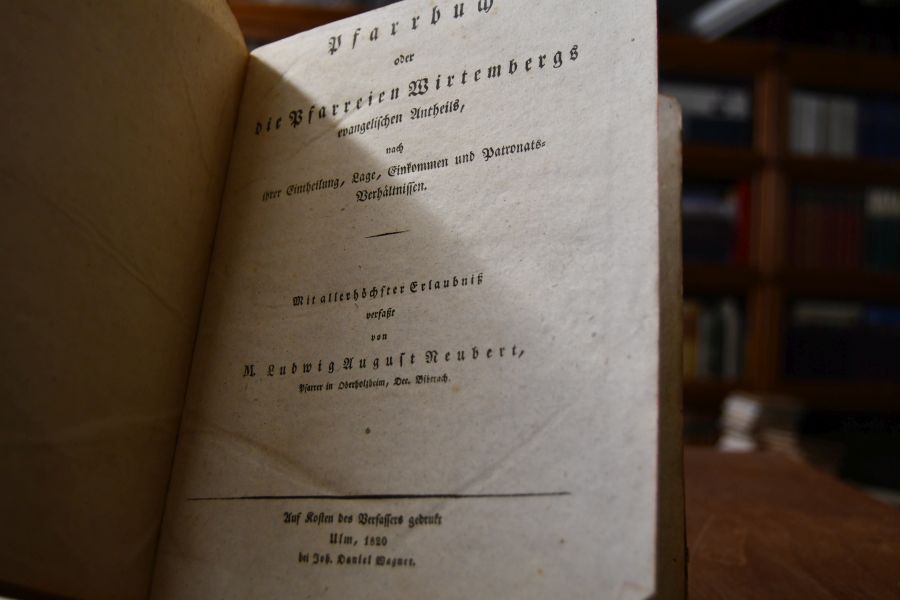 Pfarrbuch
oder
die Pfarreien Wirtembergs
evangelischen Antheils,
nach
ihrer Eintheilung, Lage, Einkommen und Patronats-
Verhältnissen.
Mit allerhöchster Erlaubniß
verfaßt
von
M. Ludwig August Neubert,
Pfarrer in Oberholzheim, Dec. Biberach.
Auf Kosten des Verfassers gedrukt
Ulm, 1820
bei Joh. Daniel Wagner.